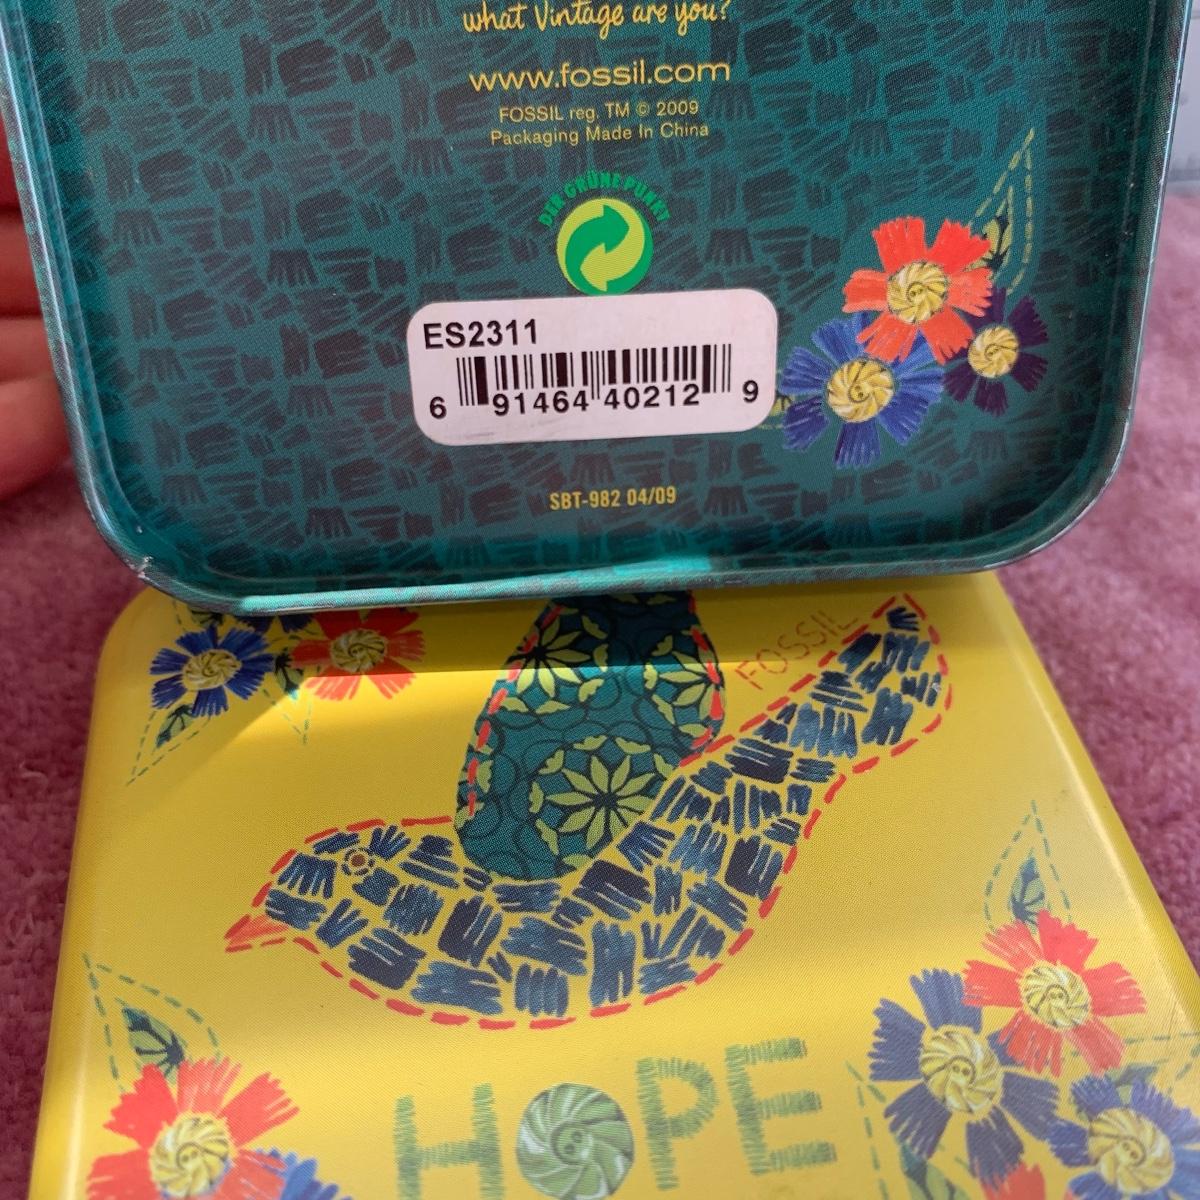 what Vintage are you?
www.fossil.com
FOSSIL reg. TM © 2009
Packaging Made In China
DER GRÜNE PUNKT
ES2311
6 91464 40212 9
SBT-982 04/09
FOSSIL
HOPE